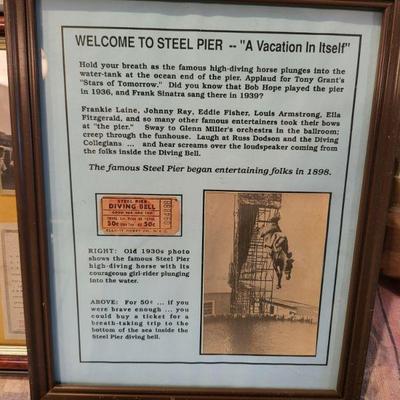 WELCOME TO STEEL PIER -- "A Vacation In Itself"
Hold your breath as the famous high-diving horse plunges into the
water-tank at the ocean end of the pier. Applaud for Tony Grant's
"Stars of Tomorrow." Did you know that Bob Hope played the pier
in 1936, and Frank Sinatra sang there in 1939?
Frankie Laine, Johnny Ray, Eddie Fisher, Louis Armstrong, Ella
Fitzgerald, and so many other famous entertainers took their bows
at "the pier." Sway to Glenn Miller's orchestra in the ballroom;
creep through the funhouse. Laugh at Russ Dodson and the Diving
Collegians ... and hear screams over the loudspeaker coming from
the folks inside the Diving Bell.
The famous Steel Pier began entertaining folks in 1898.
STEEL PIER
DIVING BELL
50¢ 50¢
RIGHT: Old 1930s photo
shows the famous Steel Pier
high-diving horse with its
courageous girl-rider plunging
into the water.
ABOVE: For 50¢ ... if you
were brave enough ... you
could buy a ticket for a
breath-taking trip to the
bottom of the sea inside the
Steel Pier diving bell.